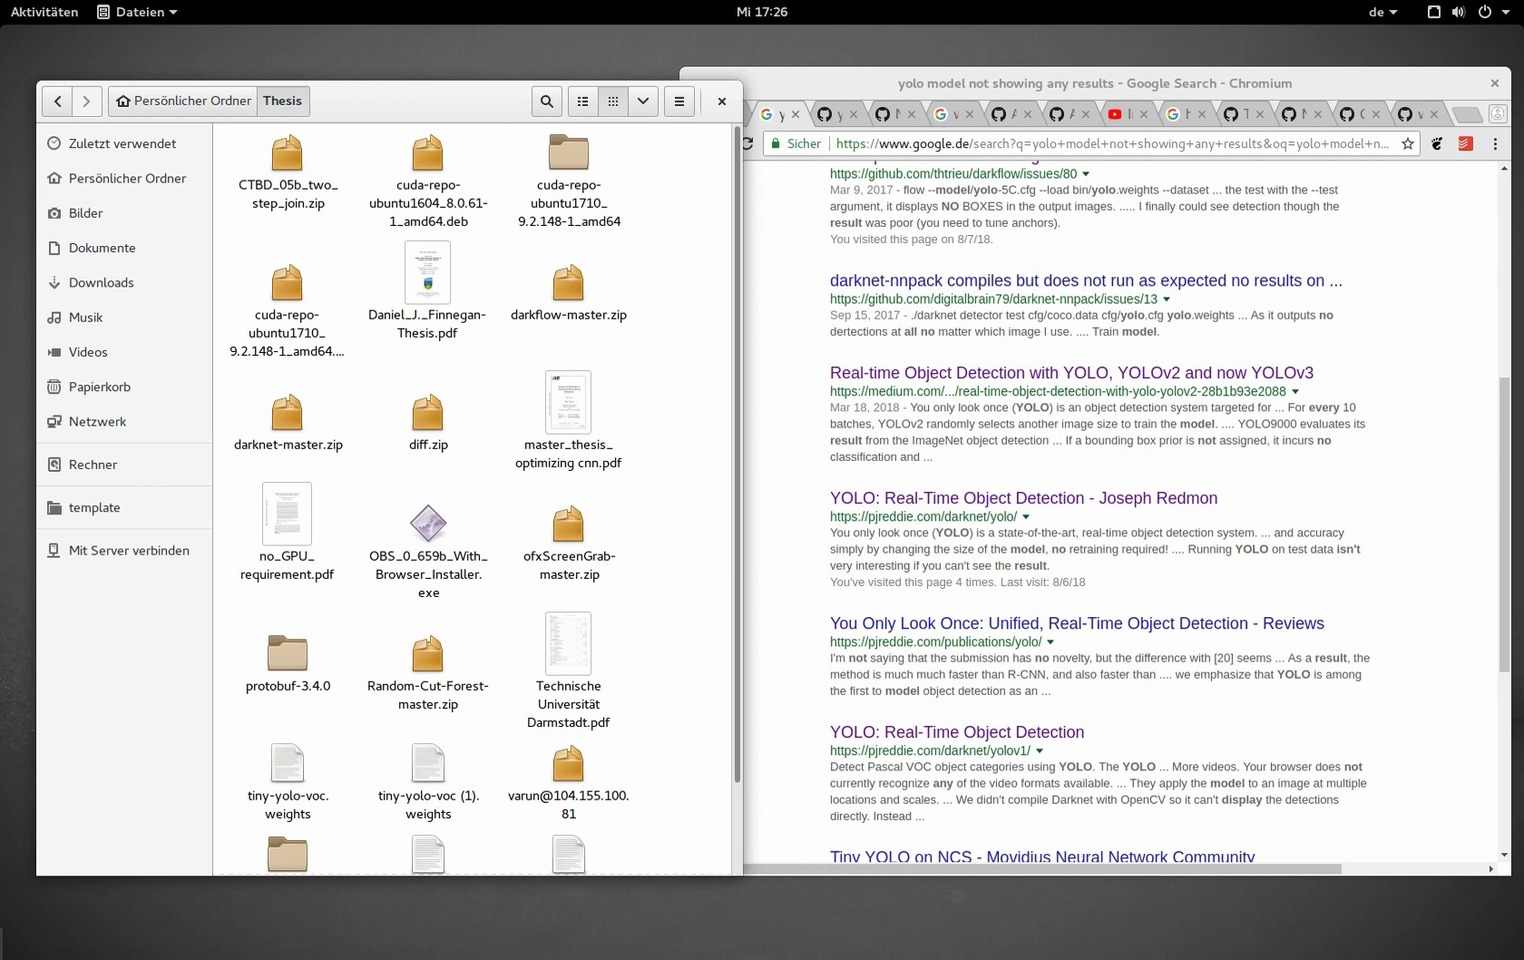 Aktivitäten
Dateien
Mi 17:26
de
Persönlicher Ordner
Thesis
Zuletzt verwendet
Persönlicher Ordner
Bilder
Dokumente
Downloads
Musik
Videos
Papierkorb
Netzwerk
Rechner
template
Mit Server verbinden
CTBD_05b_two_
step_join.zip
cuda-repo-
ubuntu1604_8.0.61-
1_amd64.deb
cuda-repo-
ubuntu1710_
9.2.148-1_amd64
cuda-repo-
ubuntu1710_
9.2.148-1_amd64....
Daniel_J._Finnegan-
Thesis.pdf
darkflow-master.zip
darknet-master.zip
diff.zip
master_thesis_
optimizing cnn.pdf
no_GPU_
requirement.pdf
OBS_0_659b_With_
Browser_Installer.
exe
ofxScreenGrab-
master.zip
protobuf-3.4.0
Random-Cut-Forest-
master.zip
Technische
Universität
Darmstadt.pdf
tiny-yolo-voc.
weights
tiny-yolo-voc (1).
weights
varun@104.155.100.
81
yolo model not showing any results - Google Search - Chromium
Sicher
https://www.google.de/search?q=yolo+model+not+showing+any+results&oq=yolo+model+n...
https://github.com/thtrieu/darkflow/issues/80
Mar 9, 2017 - flow --model/yolo-5C.cfg --load bin/yolo.weights --dataset ... the test with the --test
argument, it displays NO BOXES in the output images. ..... I finally could see detection though the
result was poor (you need to tune anchors).
You visited this page on 8/7/18.
darknet-nnpack compiles but does not run as expected no results on ...
https://github.com/digitalbrain79/darknet-nnpack/issues/13
Sep 15, 2017 - ./darknet detector test cfg/coco.data cfg/yolo.cfg yolo.weights ... As it outputs no
dertections at all no matter which image I use. .... Train model.
Real-time Object Detection with YOLO, YOLOv2 and now YOLOv3
https://medium.com/.../real-time-object-detection-with-yolo-yolov2-28b1b93e2088
Mar 18, 2018 - You only look once (YOLO) is an object detection system targeted for ... For every 10
batches, YOLOv2 randomly selects another image size to train the model. .... YOLO9000 evaluates its
result from the ImageNet object detection ... If a bounding box prior is not assigned, it incurs no
classification and ...
YOLO: Real-Time Object Detection - Joseph Redmon
https://pjreddie.com/darknet/yolo/
You only look once (YOLO) is a state-of-the-art, real-time object detection system. ... and accuracy
simply by changing the size of the model, no retraining required! .... Running YOLO on test data isn't
very interesting if you can't see the result.
You've visited this page 4 times. Last visit: 8/6/18
You Only Look Once: Unified, Real-Time Object Detection - Reviews
https://pjreddie.com/publications/yolo/
I'm not saying that the submission has no novelty, but the difference with [20] seems ... As a result, the
method is much much faster than R-CNN, and also faster than .... we emphasize that YOLO is among
the first to model object detection as an ...
YOLO: Real-Time Object Detection
https://pjreddie.com/darknet/yolov1/
Detect Pascal VOC object categories using YOLO. The YOLO ... More videos. Your browser does not
currently recognize any of the video formats available. ... They apply the model to an image at multiple
locations and scales. ... We didn't compile Darknet with OpenCV so it can't display the detections
directly. Instead ...
Tiny YOLO on NCS - Movidius Neural Network Community